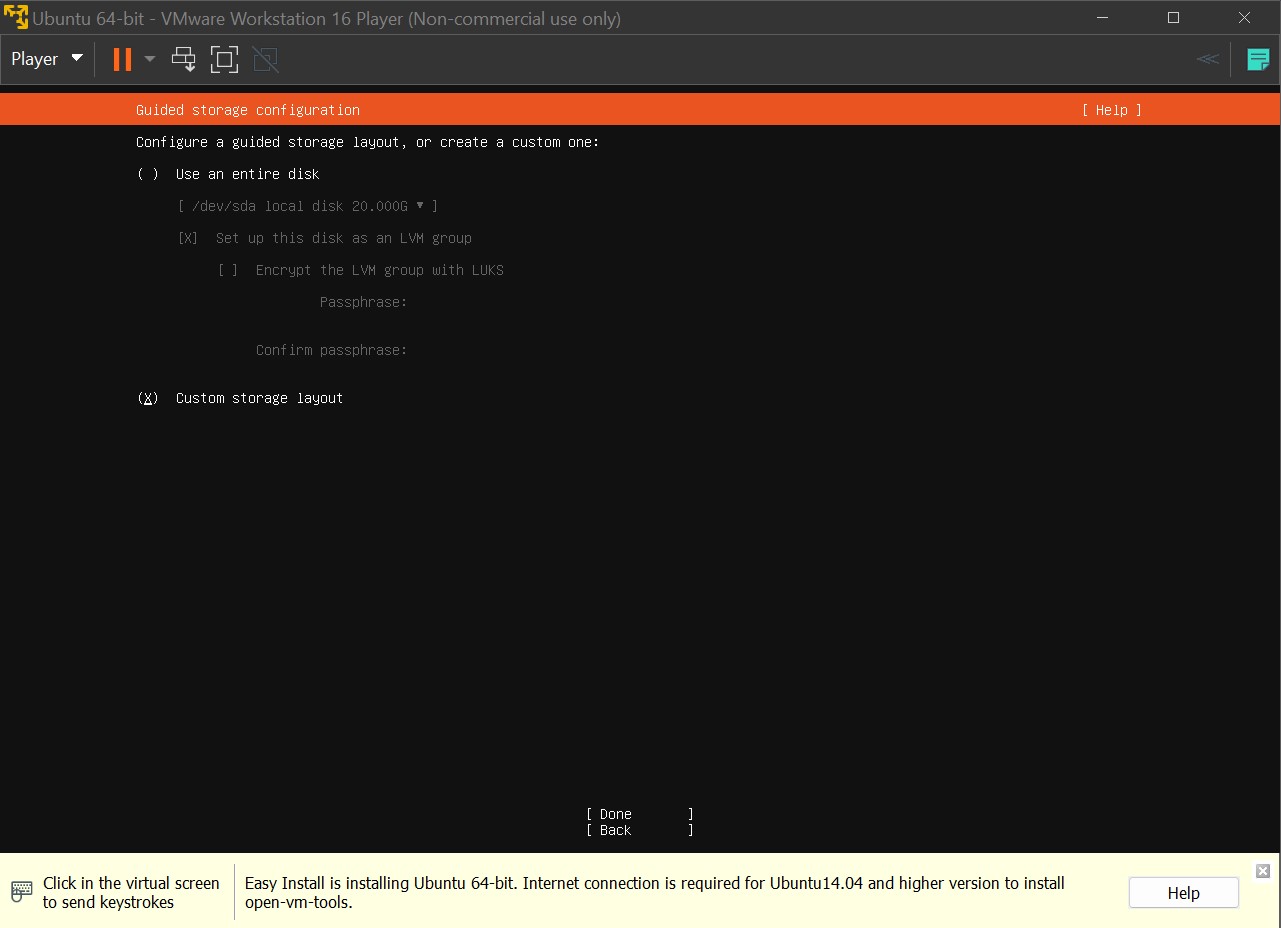 Ubuntu 64-bit - VMware Workstation 16 Player (Non-commercial use only)
Player
Guided storage configuration [ Help ]
Configure a guided storage layout, or create a custom one:
( ) Use an entire disk
[ /dev/sda local disk 20.000G ▾ ]
[X] Set up this disk as an LVM group
[ ] Encrypt the LVM group with LUKS
Passphrase:
Confirm passphrase:
(X) Custom storage layout
[ Done ]
[ Back ]
Click in the virtual screen
to send keystrokes
Easy Install is installing Ubuntu 64-bit. Internet connection is required for Ubuntu14.04 and higher version to install
open-vm-tools.
Help